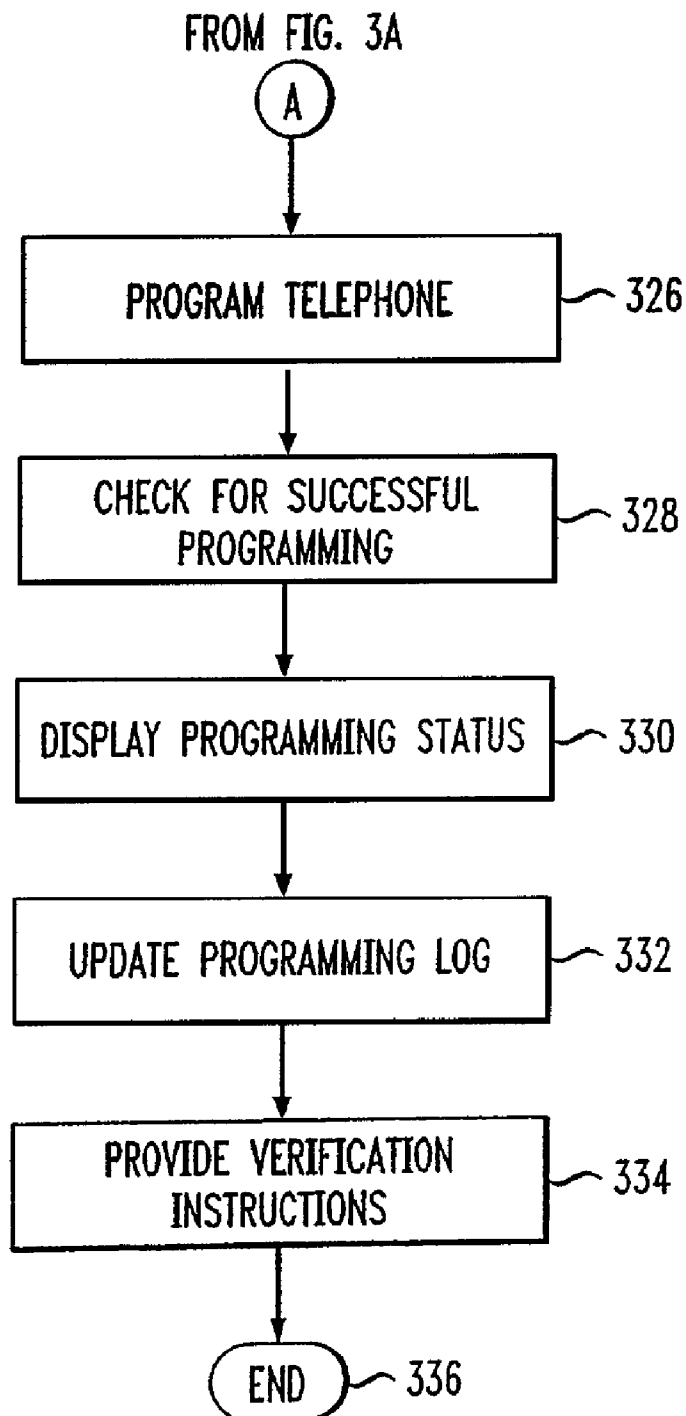 FROM FIG. 3A
A
PROGRAM TELEPHONE
326
CHECK FOR SUCCESSFUL
PROGRAMMING
328
DISPLAY PROGRAMMING STATUS
330
UPDATE PROGRAMMING LOG
332
PROVIDE VERIFICATION
INSTRUCTIONS
334
END
336